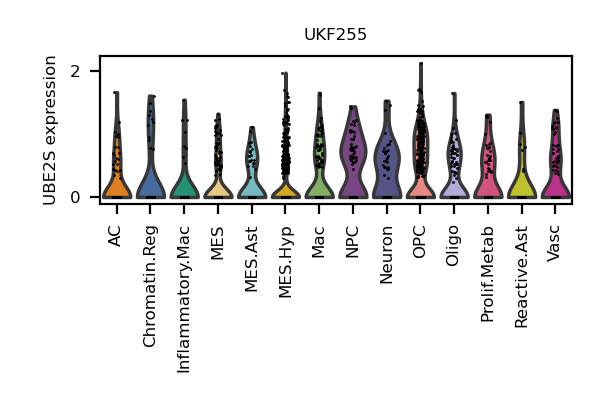 UKF255
UBE2S expression
2
0
AC
Chromatin.Reg
Inflammatory.Mac
MES
MES.Ast
MES.Hyp
Mac
NPC
Neuron
OPC
Oligo
Prolif.Metab
Reactive.Ast
Vasc